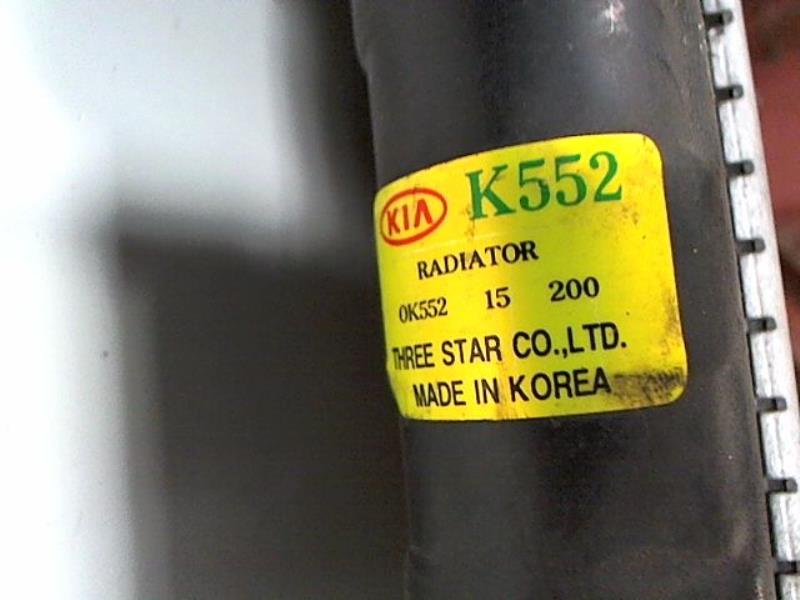 KIA K552
RADIATOR
0K552 15 200
THREE STAR CO.,LTD.
MADE IN KOREA